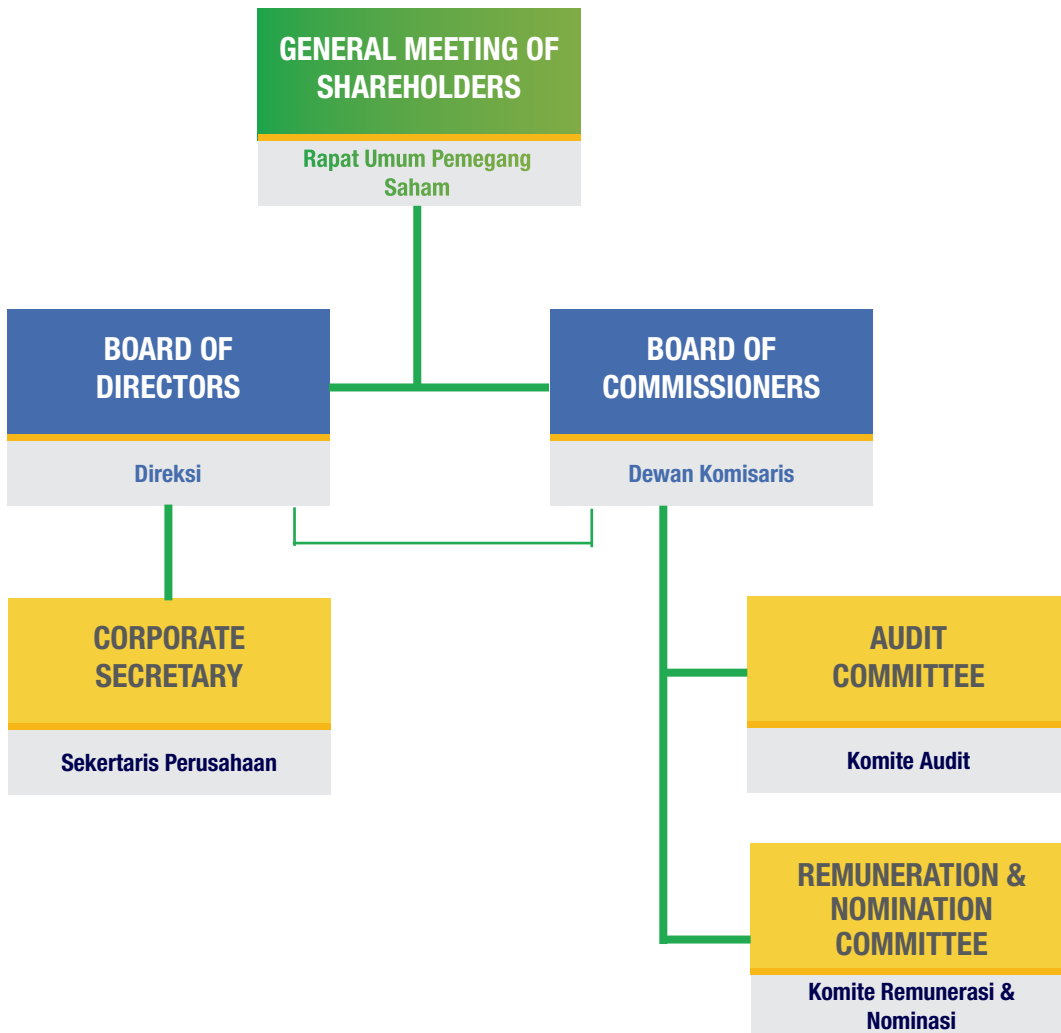 GENERAL MEETING OF
SHAREHOLDERS
Rapat Umum Pemegang
Saham
BOARD OF
DIRECTORS
Direksi
BOARD OF
COMMISSIONERS
Dewan Komisaris
CORPORATE
SECRETARY
Sekertaris Perusahaan
AUDIT
COMMITTEE
Komite Audit
REMUNERATION &
NOMINATION
COMMITTEE
Komite Remunerasi &
Nominasi